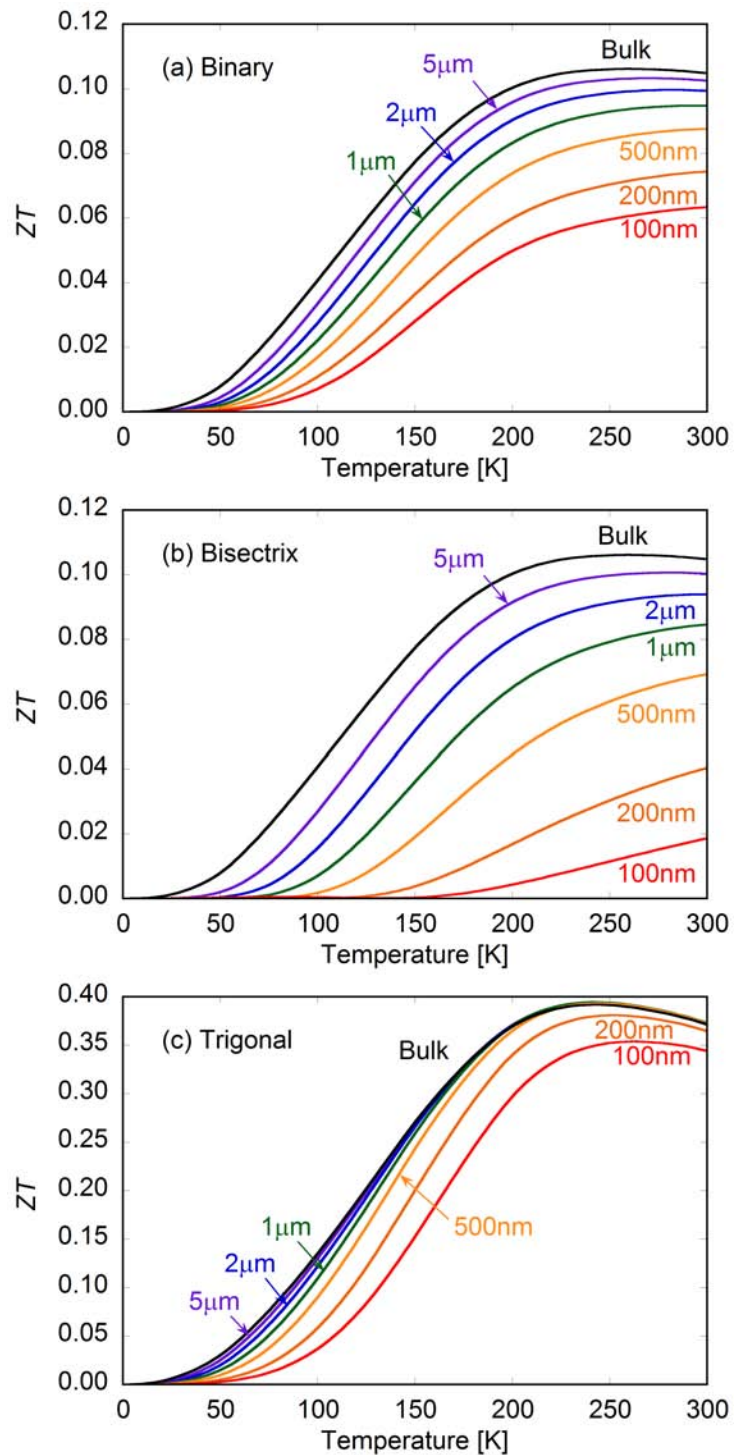 0.12
(a) Binary
Bulk
5μm
0.10
2μm
0.08
1μm
500nm
ZT
0.06
200nm
100nm
0.04
0.02
0.00
0 50 100 150 200 250 300
Temperature [K]
0.12
(b) Bisectrix
Bulk
5μm
0.10
2μm
0.08
1μm
ZT
0.06
500nm
0.04
200nm
0.02
100nm
0.00
0 50 100 150 200 250 300
Temperature [K]
0.40
(c) Trigonal
Bulk
200nm
0.35
100nm
0.30
0.25
ZT
0.20
500nm
0.15
1μm
2μm
0.10
5μm
0.05
0.00
0 50 100 150 200 250 300
Temperature [K]